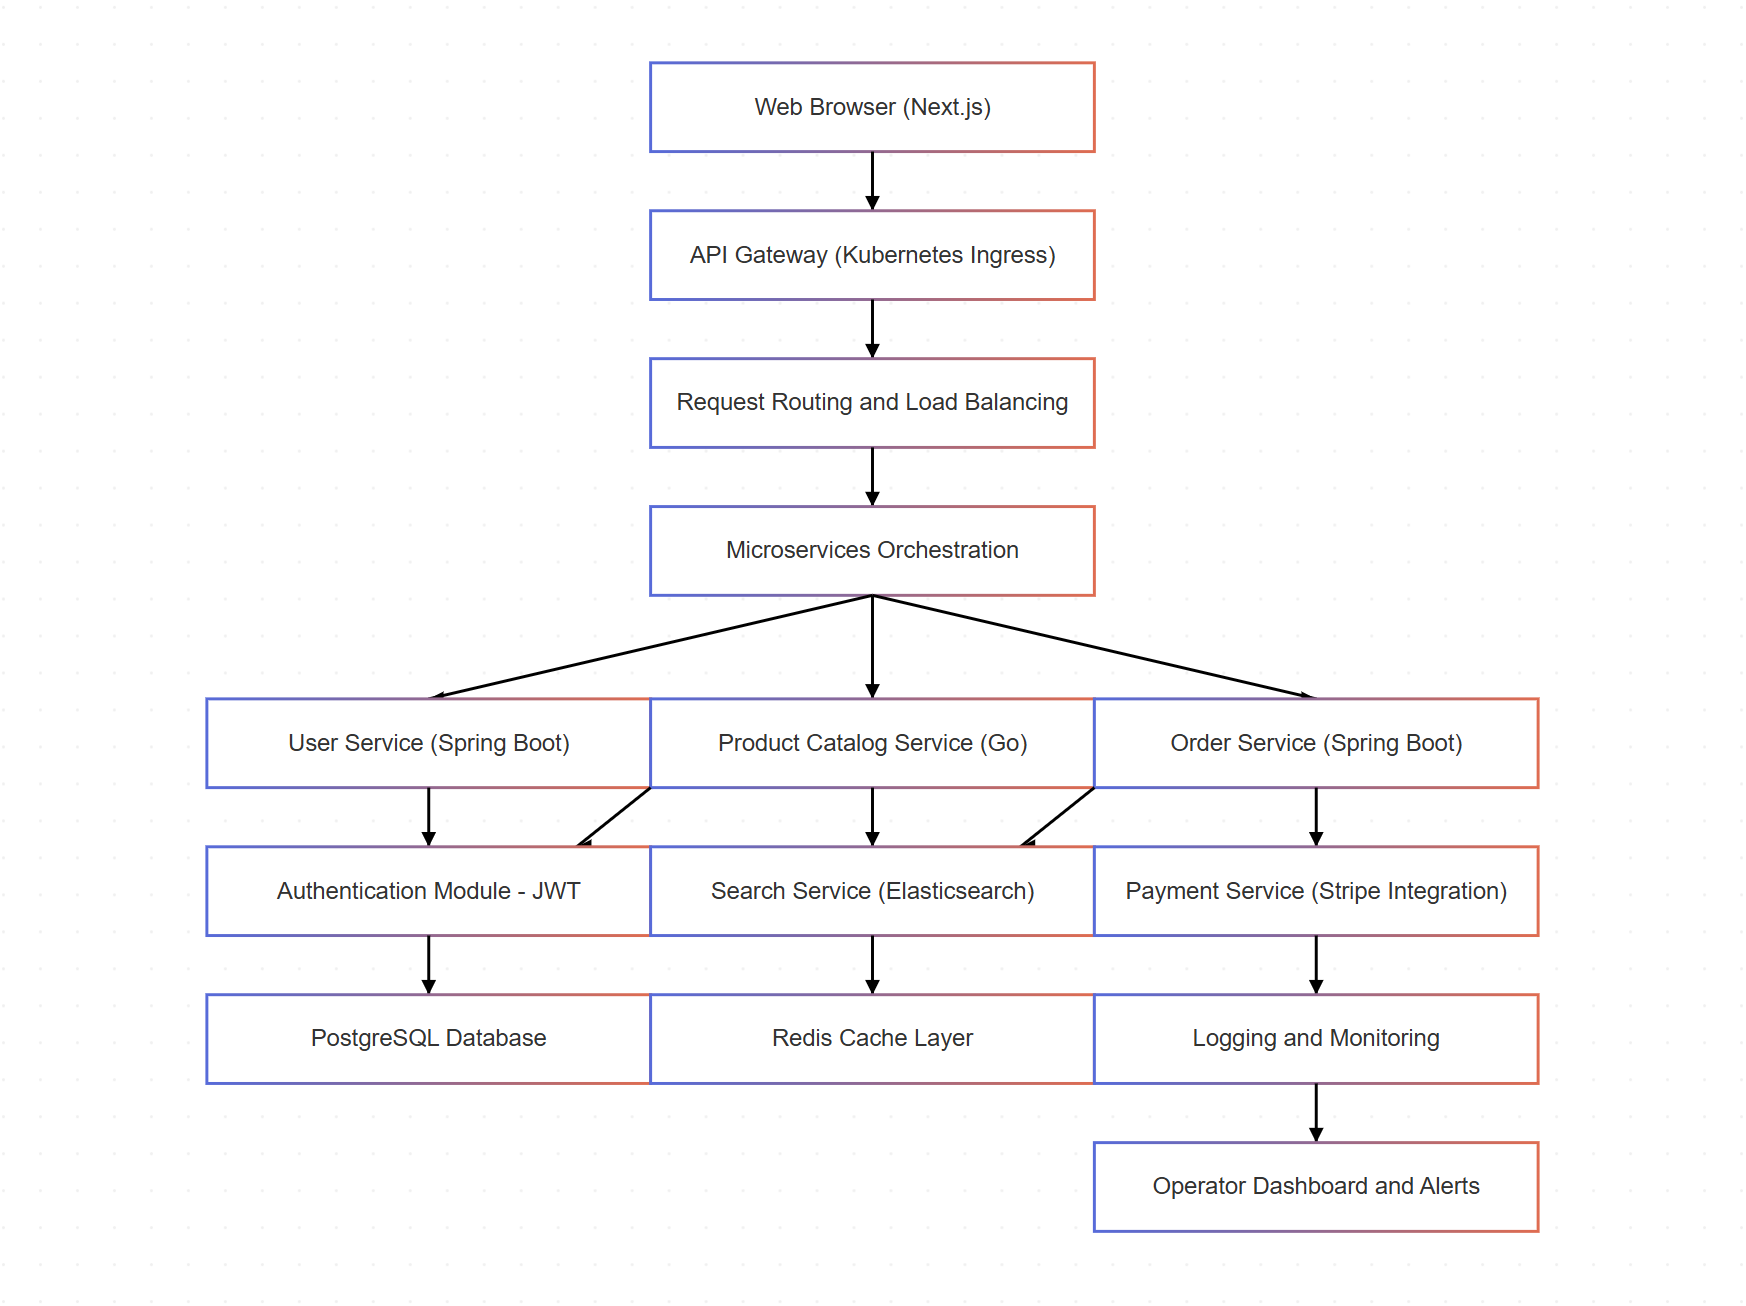 Web Browser (Next.js)
API Gateway (Kubernetes Ingress)
Request Routing and Load Balancing
Microservices Orchestration
User Service (Spring Boot)
Product Catalog Service (Go)
Order Service (Spring Boot)
Authentication Module - JWT
Search Service (Elasticsearch)
Payment Service (Stripe Integration)
PostgreSQL Database
Redis Cache Layer
Logging and Monitoring
Operator Dashboard and Alerts